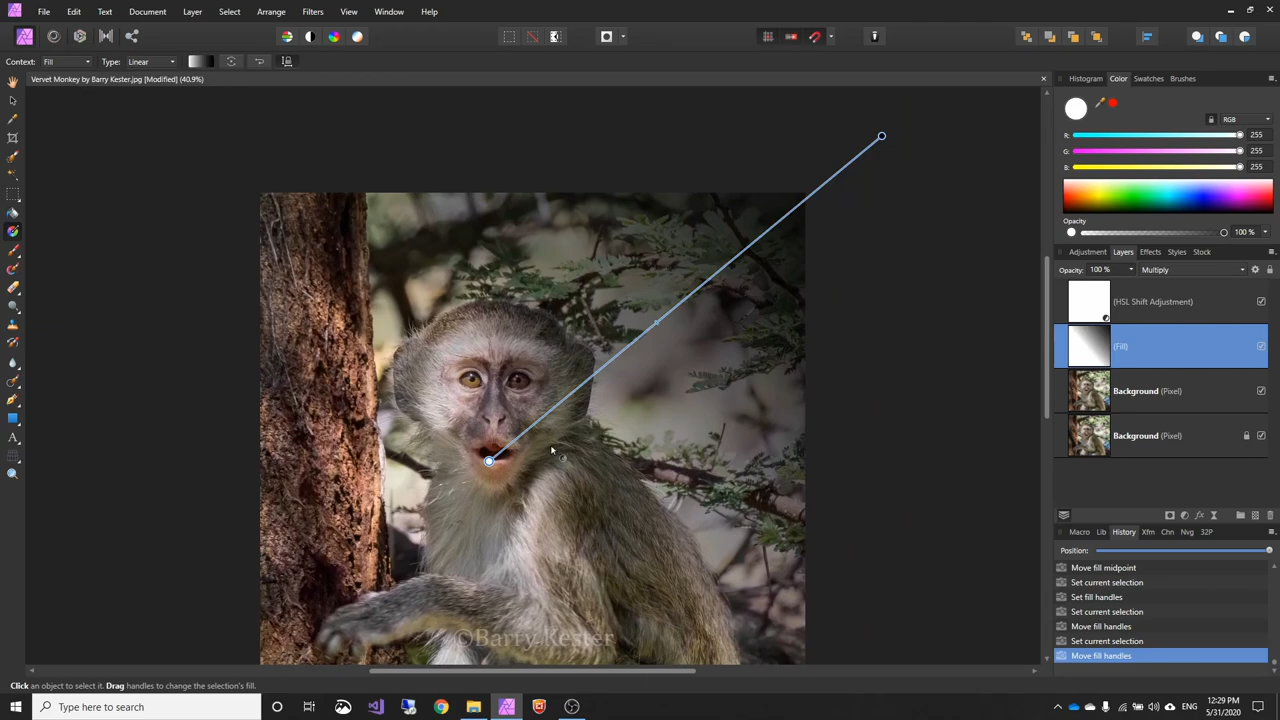 File Edit Text Document Layer Select Arrange Filters View Window Help
Context: Fill Type: Linear
Vervet Monkey by Barry Kester.jpg [Modified] (40.9%)
Histogram Color Swatches Brushes
RGB
R: 255
G: 255
B: 255
Opacity
100 %
Adjustment Layers Effects Styles Stock
Opacity: 100 % Multiply
(HSL Shift Adjustment)
(Fill)
Background (Pixel)
Background (Pixel)
Macro Lib History Xfm Chn Nvg 32P
Position:
Move fill midpoint
Set current selection
Set fill handles
Set current selection
Move fill handles
Set current selection
Move fill handles
©Barry Kester
Click an object to select it. Drag handles to change the selection's fill.
Type here to search
ENG
12:29 PM
5/31/2020